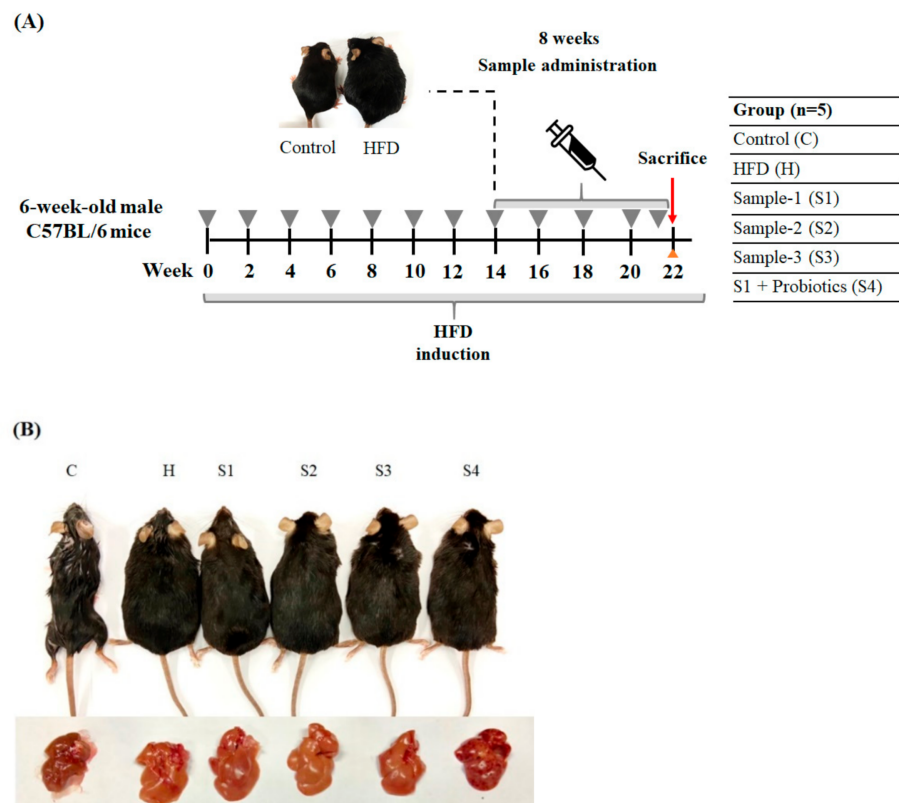 (A)
8 weeks
Sample administration
Control HFD
Sacrifice
6-week-old male
C57BL/6 mice
Week 0 2 4 6 8 10 12 14 16 18 20 22
HFD
induction
Group (n=5)
Control (C)
HFD (H)
Sample-1 (S1)
Sample-2 (S2)
Sample-3 (S3)
S1 + Probiotics (S4)
(B)
C H S1 S2 S3 S4